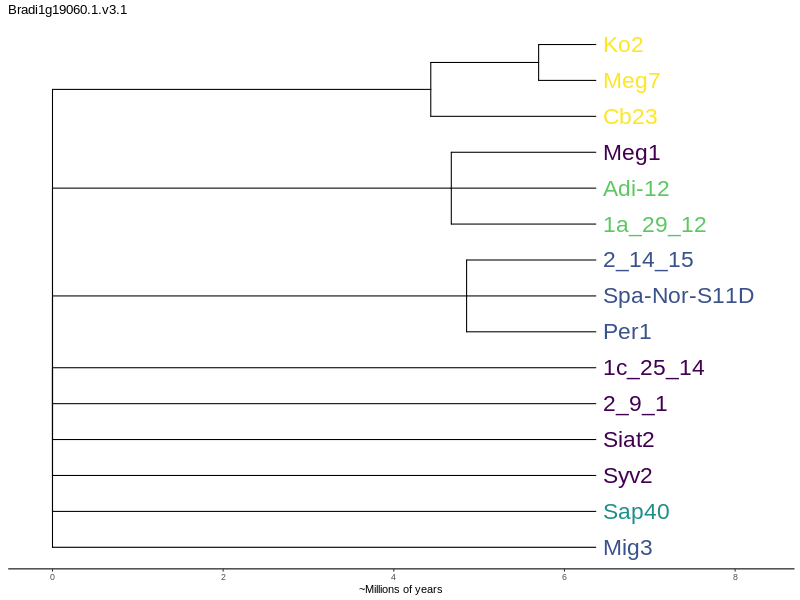 Bradi1g19060.1.v3.1
Ko2
Meg7
Cb23
Meg1
Adi-12
1a_29_12
2_14_15
Spa-Nor-S11D
Per1
1c_25_14
2_9_1
Siat2
Syv2
Sap40
Mig3
0 2 4 6 8
~Millions of years